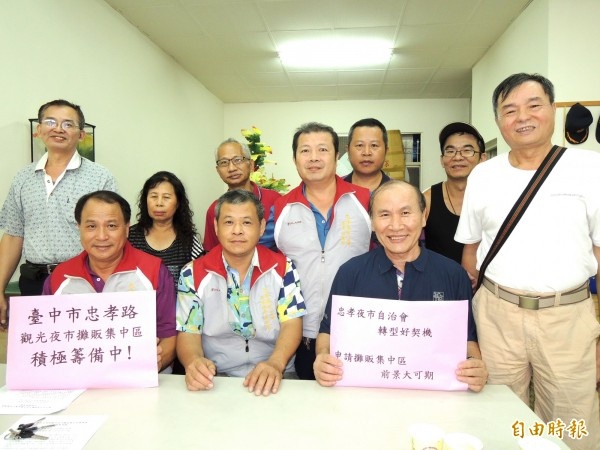 臺中市忠孝路
觀光夜市攤販集中區
積極籌備中!
忠孝夜市自治會
轉型好契機
申請攤販集中區
前景大可期
自由時報